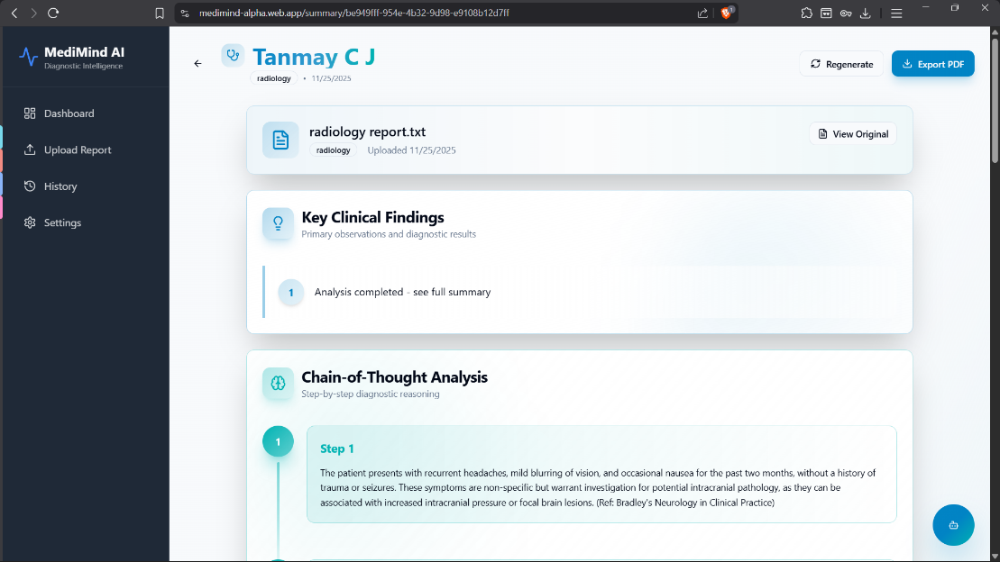 medimind-alpha.web.app/summary/be949fff-954e-4b32-9d98-e9108b12d7ff
MediMind AI
Diagnostic Intelligence
Dashboard
Upload Report
History
Settings
Tanmay C J
radiology • 11/25/2025
Regenerate
Export PDF
radiology report.txt
radiology Uploaded 11/25/2025
View Original
Key Clinical Findings
Primary observations and diagnostic results
1 Analysis completed - see full summary
Chain-of-Thought Analysis
Step-by-step diagnostic reasoning
1
Step 1
The patient presents with recurrent headaches, mild blurring of vision, and occasional nausea for the past two months, without a history of
trauma or seizures. These symptoms are non-specific but warrant investigation for potential intracranial pathology, as they can be
associated with increased intracranial pressure or focal brain lesions. (Ref: Bradley's Neurology in Clinical Practice)